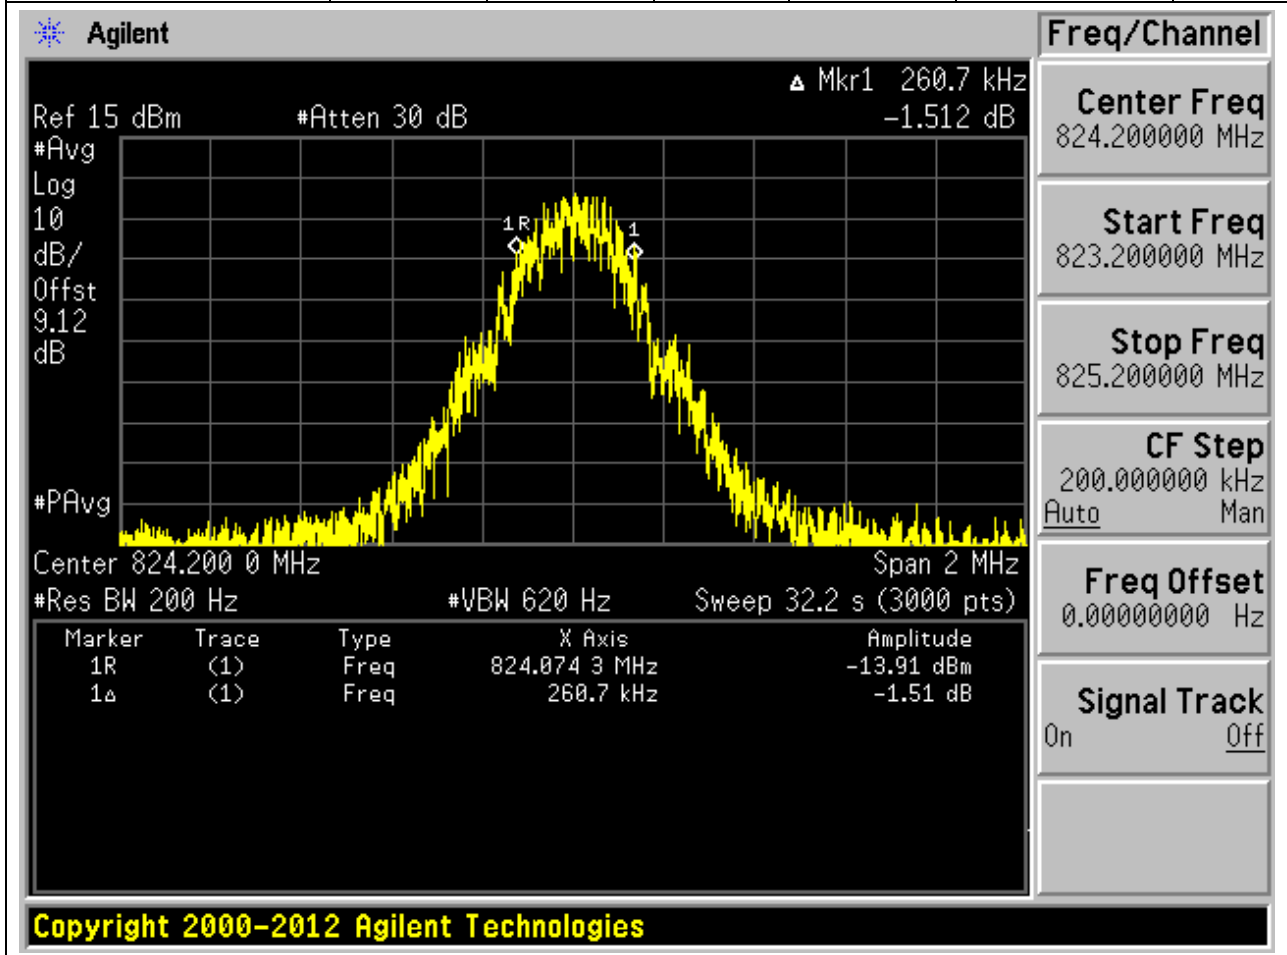 Agilent
Freq/Channel
Δ Mkr1 260.7 kHz
Ref 15 dBm #Atten 30 dB -1.512 dB
#Avg
Log
10
dB/
Offst
9.12
dB
#PAvg
1R
1
Center 824.200 0 MHz Span 2 MHz
#Res BW 200 Hz #VBW 620 Hz Sweep 32.2 s (3000 pts)
Marker Trace Type X Axis Amplitude
1R (1) Freq 824.074 3 MHz -13.91 dBm
1Δ (1) Freq 260.7 kHz -1.51 dB
Center Freq
824.200000 MHz
Start Freq
823.200000 MHz
Stop Freq
825.200000 MHz
CF Step
200.000000 kHz
Auto Man
Freq Offset
0.00000000 Hz
Signal Track
On Off
Copyright 2000-2012 Agilent Technologies